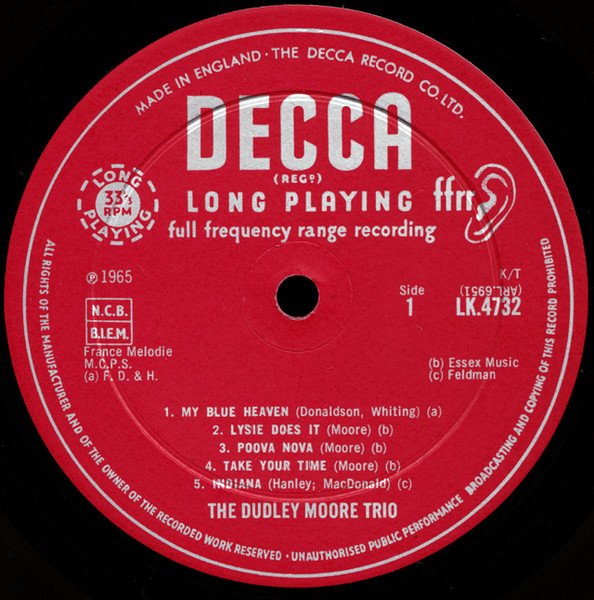 MADE IN ENGLAND · THE DECCA RECORD CO. LTD.
DECCA
(REGD)
LONG PLAYING
33⅓
RPM
LONG PLAYING ffrr
full frequency range recording
℗ 1965
K/T
(ARL.6951)
Side
1
LK.4732
N.C.B.
B.I.E.M.
France Melodie
M.C.P.S.
(a) F. D. & H.
(b) Essex Music
(c) Feldman
1. MY BLUE HEAVEN (Donaldson, Whiting) (a)
2. LYSIE DOES IT (Moore) (b)
3. POOVA NOVA (Moore) (b)
4. TAKE YOUR TIME (Moore) (b)
5. INDIANA (Hanley; MacDonald) (c)
THE DUDLEY MOORE TRIO
ALL RIGHTS OF THE MANUFACTURER AND OF THE OWNER OF THE RECORDED WORK RESERVED · UNAUTHORISED PUBLIC PERFORMANCE BROADCASTING AND COPYING OF THIS RECORD PROHIBITED